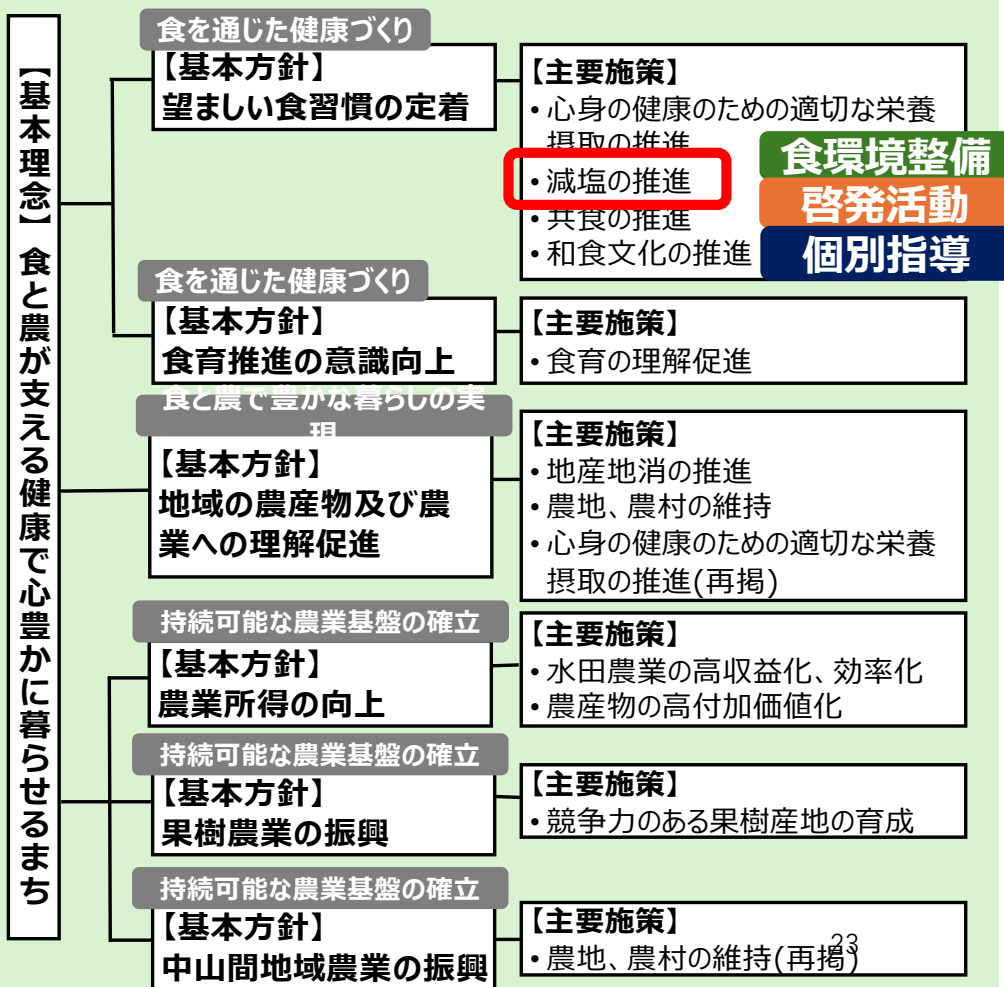 【基本理念】食と農が支える健康で心豊かに暮らせるまち
食を通じた健康づくり
【基本方針】
望ましい食習慣の定着
【主要施策】
・心身の健康のための適切な栄養
摂取の推進
・減塩の推進
・共食の推進
・和食文化の推進
食環境整備
啓発活動
個別指導
食を通じた健康づくり
【基本方針】
食育推進の意識向上
【主要施策】
・食育の理解促進
食と農で豊かな暮らしの実
現
【基本方針】
地域の農産物及び農
業への理解促進
【主要施策】
・地産地消の推進
・農地、農村の維持
・心身の健康のための適切な栄養
摂取の推進(再掲)
持続可能な農業基盤の確立
【基本方針】
農業所得の向上
【主要施策】
・水田農業の高収益化、効率化
・農産物の高付加価値化
持続可能な農業基盤の確立
【基本方針】
果樹農業の振興
【主要施策】
・競争力のある果樹産地の育成
持続可能な農業基盤の確立
【基本方針】
中山間地域農業の振興
【主要施策】
・農地、農村の維持(再掲)
23